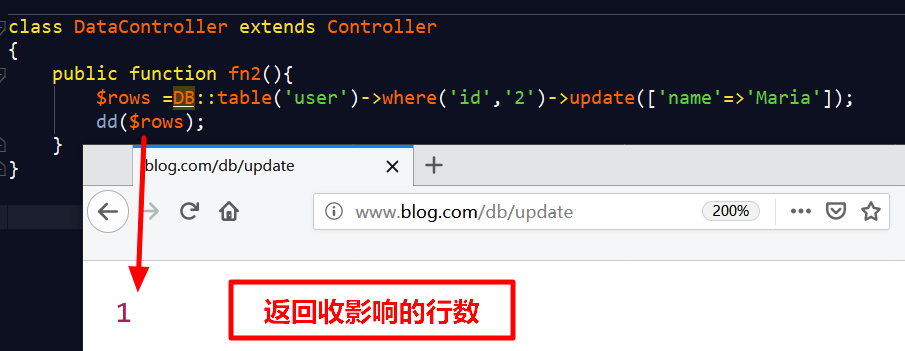 class DataController extends Controller
{
public function fn2(){
$rows =DB::table('user')->where('id','2')->update(['name'=>'Maria']);
dd($rows);
}
}
blog.com/db/update
www.blog.com/db/update
200%
1
返回收影响的行数